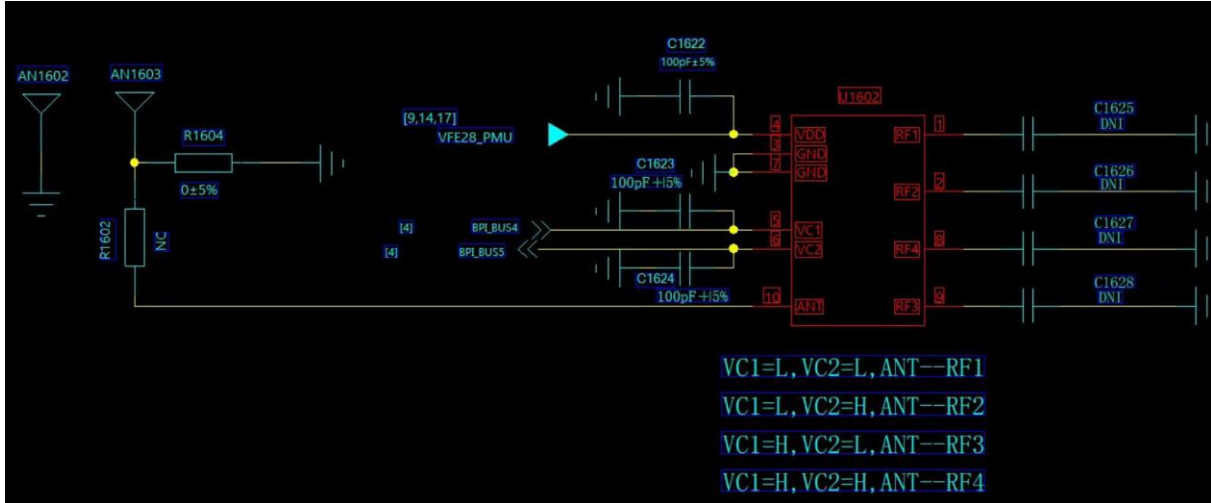 C1622
100pF±5%
AN1602
AN1603
U1602
[9,14,17]
VFE28_PMU
R1604
0±5%
4
VDD
3
GND
7
GND
RF1
1
C1625
DNI
C1623
100pF+|5%
RF2
2
C1626
DNI
R1602
NC
[4]
BPI_BUS4
[4]
BPI_BUS5
5
VC1
6
VC2
RF4
8
C1627
DNI
C1624
100pF+|5%
10
ANT
RF3
9
C1628
DNI
VC1=L,VC2=L,ANT--RF1
VC1=L,VC2=H,ANT--RF2
VC1=H,VC2=L,ANT--RF3
VC1=H,VC2=H,ANT--RF4